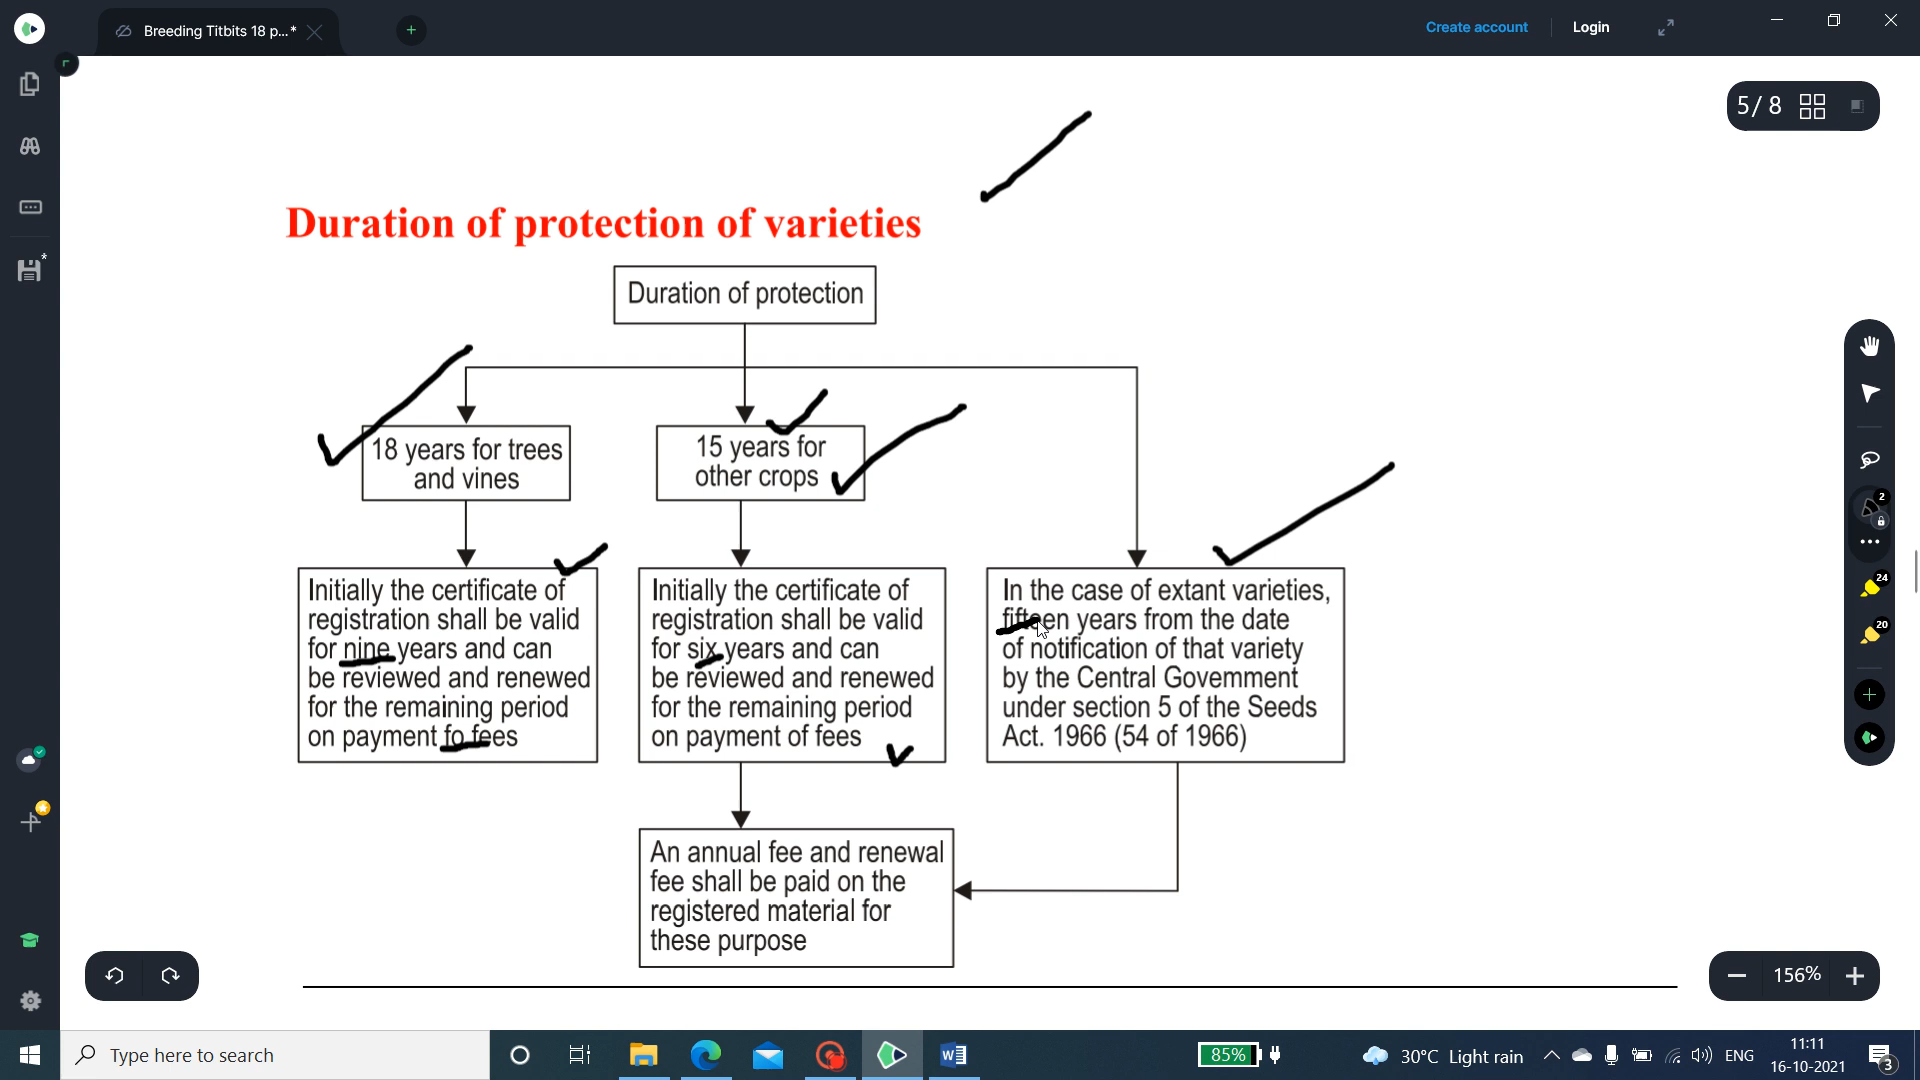 Breeding Titbits 18 p...*
Create account
Login
5/ 8
Duration of protection of varieties
Duration of protection
18 years for trees
and vines
15 years for
other crops
Initially the certificate of
registration shall be valid
for nine years and can
be reviewed and renewed
for the remaining period
on payment fo fees
Initially the certificate of
registration shall be valid
for six years and can
be reviewed and renewed
for the remaining period
on payment of fees
In the case of extant varieties,
fifteen years from the date
of notification of that variety
by the Central Government
under section 5 of the Seeds
Act. 1966 (54 of 1966)
An annual fee and renewal
fee shall be paid on the
registered material for
these purpose
2
24
20
156%
Type here to search
85%
30°C Light rain
ENG
11:11
16-10-2021
3